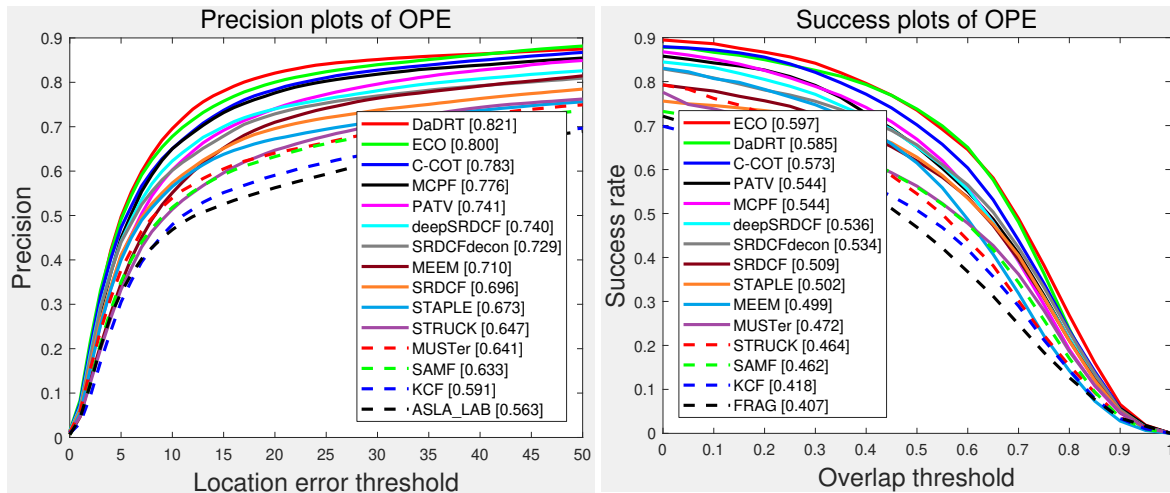 Precision plots of OPE
Precision
0.9
0.8
0.7
0.6
0.5
0.4
0.3
0.2
0.1
0
DaDRT [0.821]
ECO [0.800]
C-COT [0.783]
MCPF [0.776]
PATV [0.741]
deepSRDCF [0.740]
SRDCFdecon [0.729]
MEEM [0.710]
SRDCF [0.696]
STAPLE [0.673]
STRUCK [0.647]
MUSTer [0.641]
SAMF [0.633]
KCF [0.591]
ASLA_LAB [0.563]
0 5 10 15 20 25 30 35 40 45 50
Location error threshold
Success plots of OPE
Success rate
0.9
0.8
0.7
0.6
0.5
0.4
0.3
0.2
0.1
0
ECO [0.597]
DaDRT [0.585]
C-COT [0.573]
PATV [0.544]
MCPF [0.544]
deepSRDCF [0.536]
SRDCFdecon [0.534]
SRDCF [0.509]
STAPLE [0.502]
MEEM [0.499]
MUSTer [0.472]
STRUCK [0.464]
SAMF [0.462]
KCF [0.418]
FRAG [0.407]
0 0.1 0.2 0.3 0.4 0.5 0.6 0.7 0.8 0.9 1
Overlap threshold